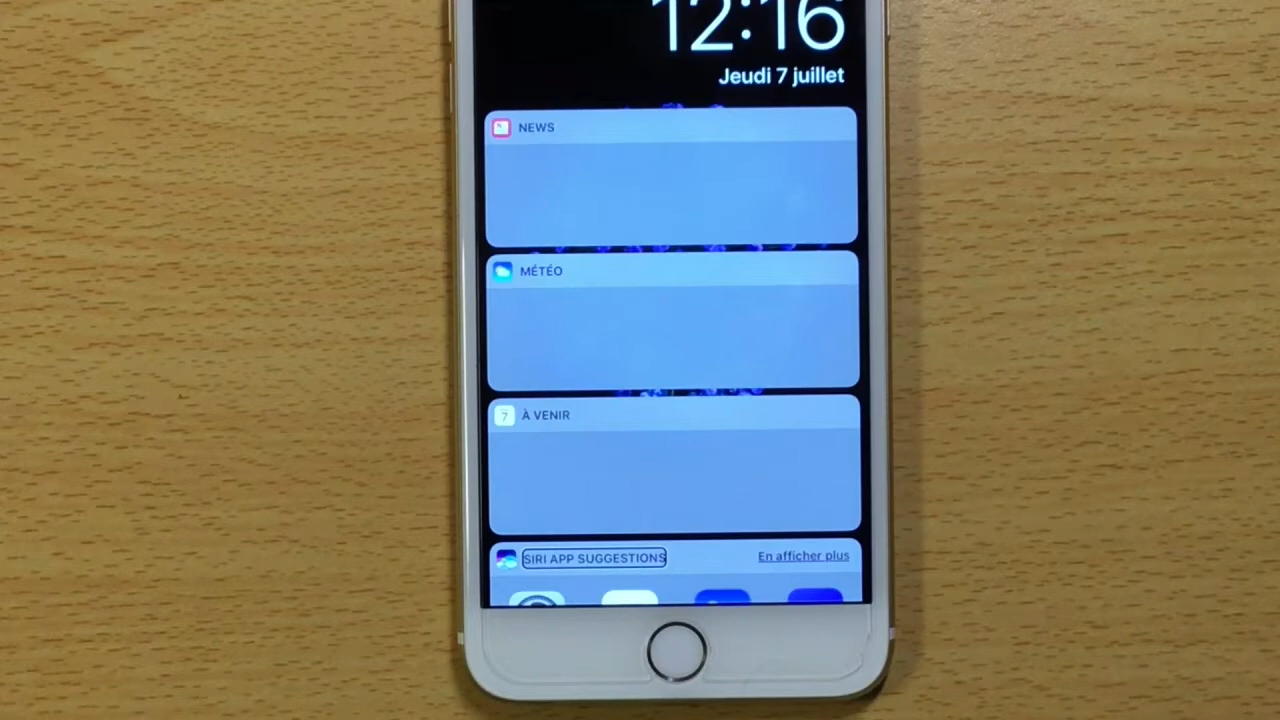 12:16
Jeudi 7 juillet
NEWS
MÉTÉO
7 À VENIR
SIRI APP SUGGESTIONS En afficher plus